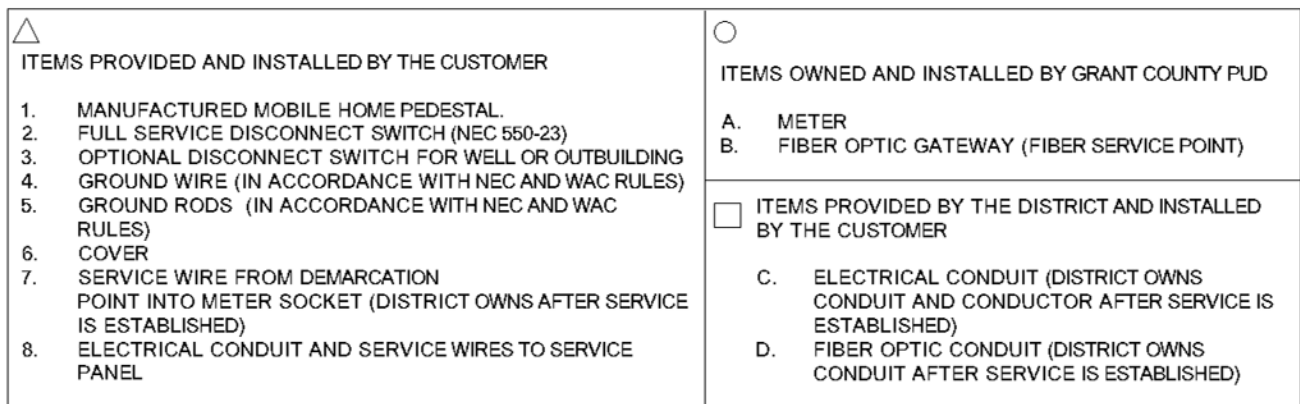 ITEMS PROVIDED AND INSTALLED BY THE CUSTOMER
1. MANUFACTURED MOBILE HOME PEDESTAL.
2. FULL SERVICE DISCONNECT SWITCH (NEC 550-23)
3. OPTIONAL DISCONNECT SWITCH FOR WELL OR OUTBUILDING
4. GROUND WIRE (IN ACCORDANCE WITH NEC AND WAC RULES)
5. GROUND RODS (IN ACCORDANCE WITH NEC AND WAC
RULES)
6. COVER
7. SERVICE WIRE FROM DEMARCATION
POINT INTO METER SOCKET (DISTRICT OWNS AFTER SERVICE
IS ESTABLISHED)
8. ELECTRICAL CONDUIT AND SERVICE WIRES TO SERVICE
PANEL
ITEMS OWNED AND INSTALLED BY GRANT COUNTY PUD
A. METER
B. FIBER OPTIC GATEWAY (FIBER SERVICE POINT)
ITEMS PROVIDED BY THE DISTRICT AND INSTALLED
BY THE CUSTOMER
C. ELECTRICAL CONDUIT (DISTRICT OWNS
CONDUIT AND CONDUCTOR AFTER SERVICE IS
ESTABLISHED)
D. FIBER OPTIC CONDUIT (DISTRICT OWNS
CONDUIT AFTER SERVICE IS ESTABLISHED)